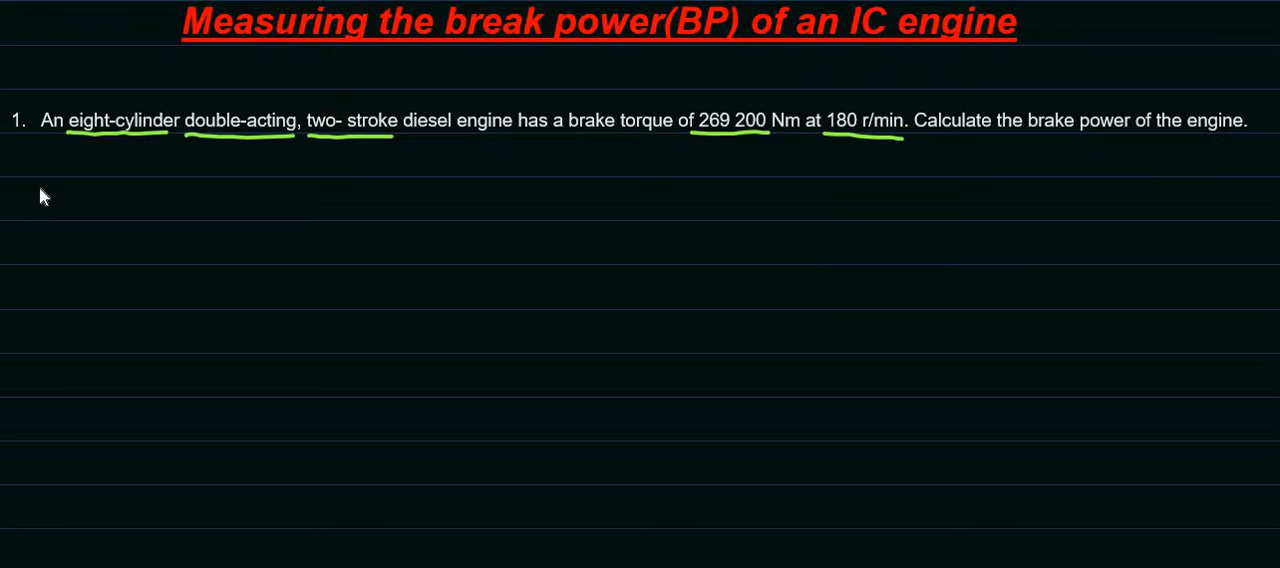 Measuring the break power(BP) of an IC engine
1. An eight-cylinder double-acting, two- stroke diesel engine has a brake torque of 269 200 Nm at 180 r/min. Calculate the brake power of the engine.